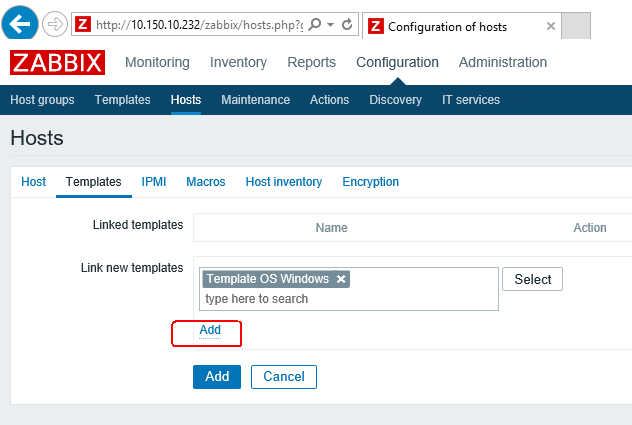 http://10.150.10.232/zabbix/hosts.php?g
Configuration of hosts
ZABBIX Monitoring Inventory Reports Configuration Administration
Host groups Templates Hosts Maintenance Actions Discovery IT services
Hosts
Host Templates IPMI Macros Host inventory Encryption
Linked templates Name Action
Link new templates
Template OS Windows
Select
type here to search
Add
Add Cancel